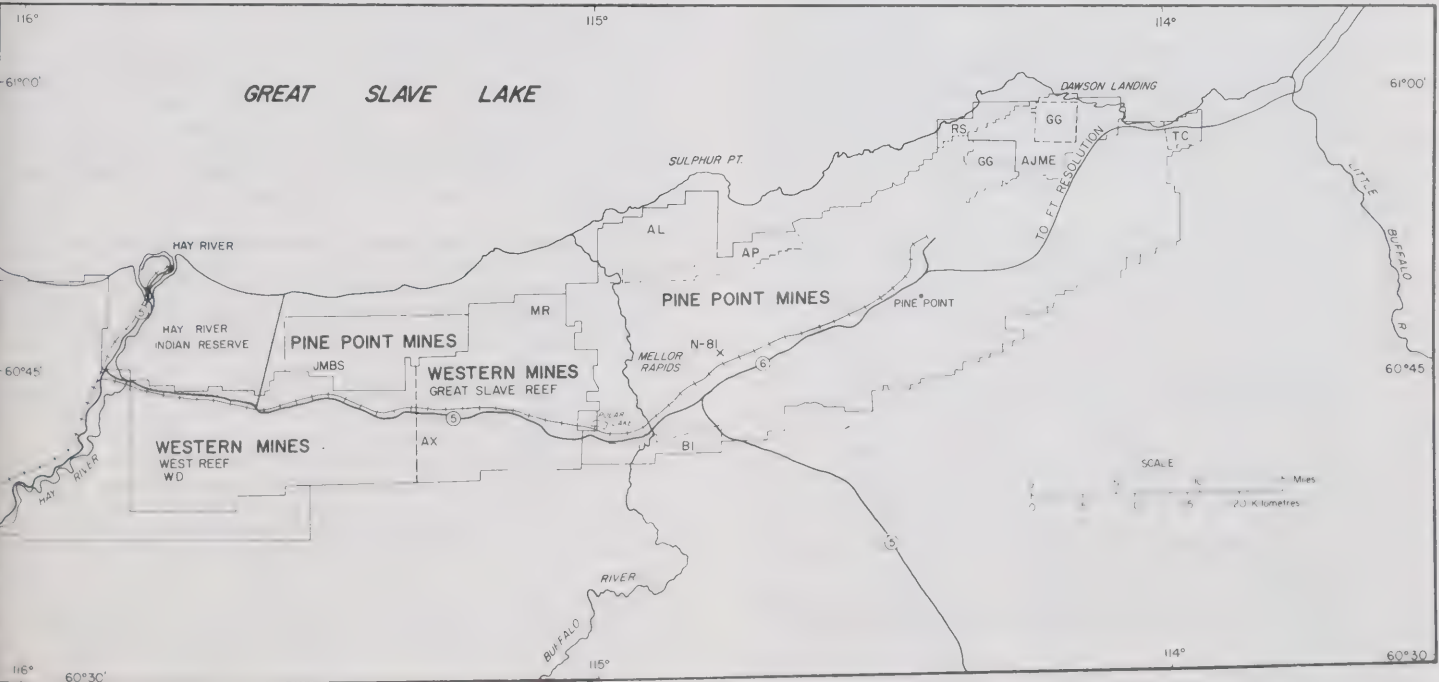 116°
115°
114°
61°00'
61°00'
GREAT SLAVE LAKE
DAWSON LANDING
RS
GG
TC
GG
AJME
SULPHUR PT.
TO FT RESOLUTION
LITTLE BUFFALO R
AL
AP
HAY RIVER
PINE POINT MINES
PINE POINT
MR
HAY RIVER
INDIAN RESERVE
PINE POINT MINES
JMBS
N-81
MELLOR
RAPIDS
6
60°45'
60°45'
WESTERN MINES
GREAT SLAVE REEF
5
5
AX
BI
WESTERN MINES
WEST REEF
WD
HAY RIVER
SCALE
Miles
20 Kilometres
5
BUFFALO RIVER
116°
60°30'
115°
114°
60°30